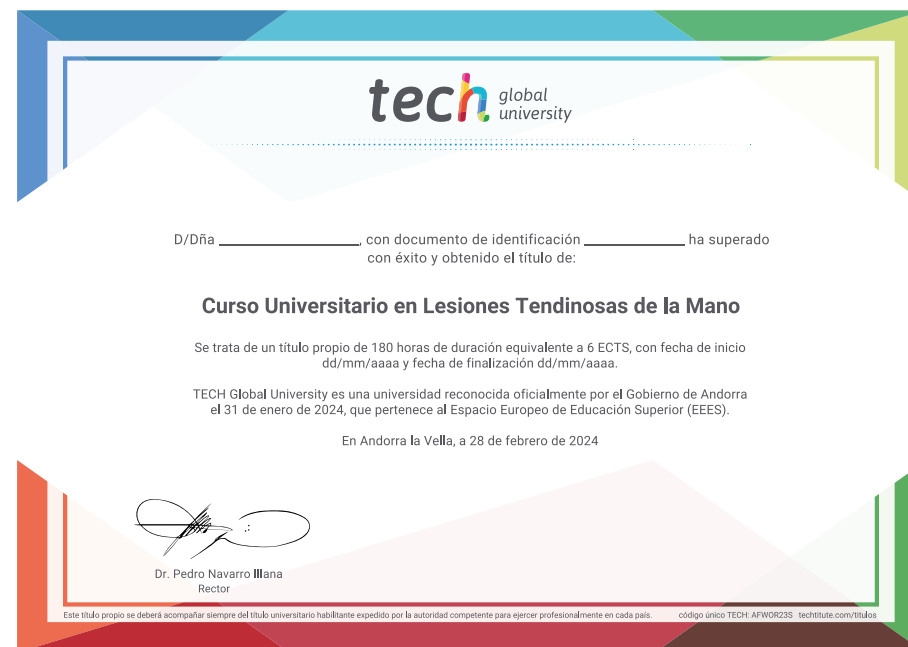 tech global university
D/Dña ____________________, con documento de identificación ______________ ha superado
con éxito y obtenido el título de:
Curso Universitario en Lesiones Tendinosas de la Mano
Se trata de un título propio de 180 horas de duración equivalente a 6 ECTS, con fecha de inicio
dd/mm/aaaa y fecha de finalización dd/mm/aaaa.
TECH Global University es una universidad reconocida oficialmente por el Gobierno de Andorra
el 31 de enero de 2024, que pertenece al Espacio Europeo de Educación Superior (EEES).
En Andorra la Vella, a 28 de febrero de 2024
Dr. Pedro Navarro Illana
Rector
Este título propio se deberá acompañar siempre del título universitario habilitante expedido por la autoridad competente para ejercer profesionalmente en cada país. código único TECH: AFWOR23S techtitute.com/titulos